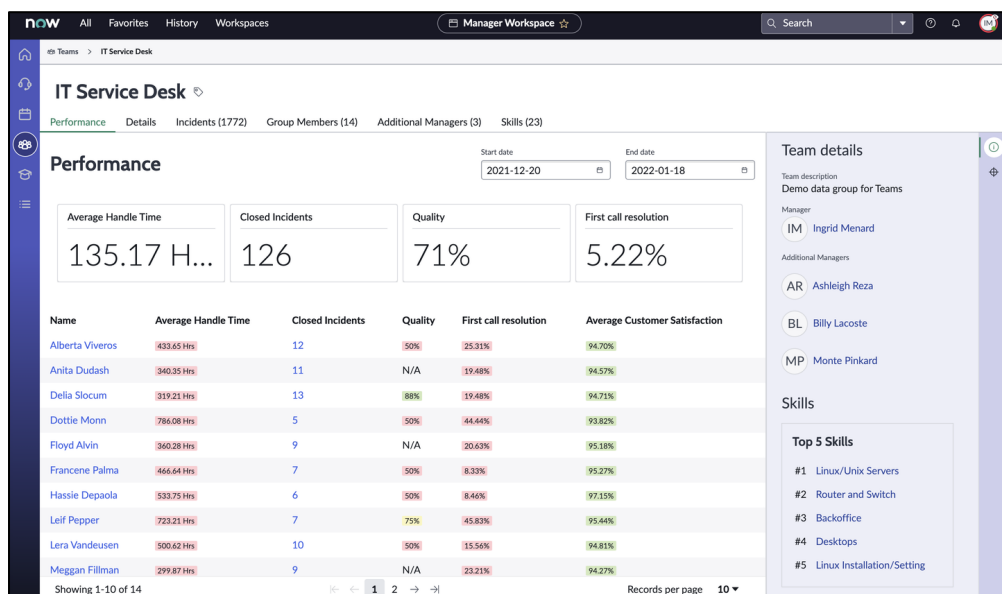 now All Favorites History Workspaces Manager Workspace Search IM
Teams > IT Service Desk
IT Service Desk
Performance Details Incidents (1772) Group Members (14) Additional Managers (3) Skills (23)
Performance
Start date End date
2021-12-20 2022-01-18
Average Handle Time Closed Incidents Quality First call resolution
135.17 H... 126 71% 5.22%
Name Average Handle Time Closed Incidents Quality First call resolution Average Customer Satisfaction
Alberta Viveros 433.65 Hrs 12 50% 25.31% 94.70%
Anita Dudash 340.35 Hrs 11 N/A 19.48% 94.57%
Delia Slocum 319.21 Hrs 13 88% 19.48% 94.71%
Dottie Monn 786.08 Hrs 5 50% 44.44% 93.82%
Floyd Alvin 360.28 Hrs 9 N/A 20.63% 95.18%
Francene Palma 466.64 Hrs 7 50% 8.33% 95.27%
Hassie Depaola 533.75 Hrs 6 50% 8.46% 97.15%
Leif Pepper 723.21 Hrs 7 75% 45.83% 95.44%
Lera Vandeusen 500.62 Hrs 10 50% 15.56% 94.81%
Meggan Fillman 299.87 Hrs 9 N/A 23.21% 94.27%
Showing 1-10 of 14 1 2 Records per page 10
Team details
Team description
Demo data group for Teams
Manager
IM Ingrid Menard
Additional Managers
AR Ashleigh Reza
BL Billy Lacoste
MP Monte Pinkard
Skills
Top 5 Skills
#1 Linux/Unix Servers
#2 Router and Switch
#3 Backoffice
#4 Desktops
#5 Linux Installation/Setting